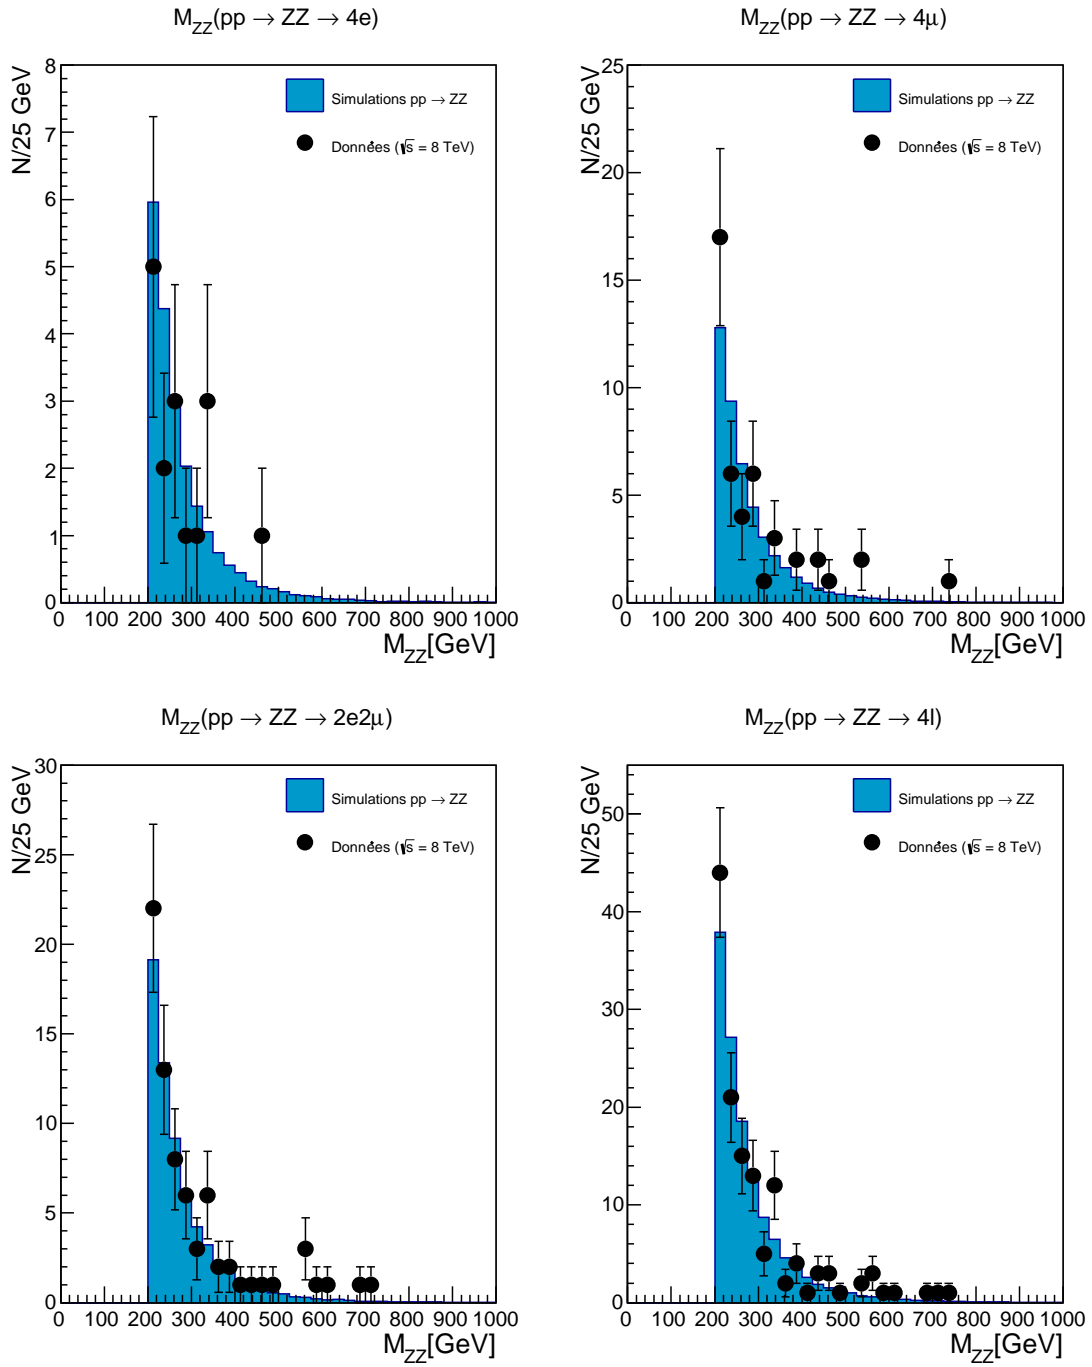 M_ZZ(pp → ZZ → 4e)
N/25 GeV
8
7
6
5
4
3
2
1
0
Simulations pp → ZZ
Données (√s = 8 TeV)
0 100 200 300 400 500 600 700 800 900 1000
M_ZZ[GeV]
M_ZZ(pp → ZZ → 4μ)
N/25 GeV
25
20
15
10
5
0
Simulations pp → ZZ
Données (√s = 8 TeV)
0 100 200 300 400 500 600 700 800 900 1000
M_ZZ[GeV]
M_ZZ(pp → ZZ → 2e2μ)
N/25 GeV
30
25
20
15
10
5
0
Simulations pp → ZZ
Données (√s = 8 TeV)
0 100 200 300 400 500 600 700 800 900 1000
M_ZZ[GeV]
M_ZZ(pp → ZZ → 4l)
N/25 GeV
50
40
30
20
10
0
Simulations pp → ZZ
Données (√s = 8 TeV)
0 100 200 300 400 500 600 700 800 900 1000
M_ZZ[GeV]